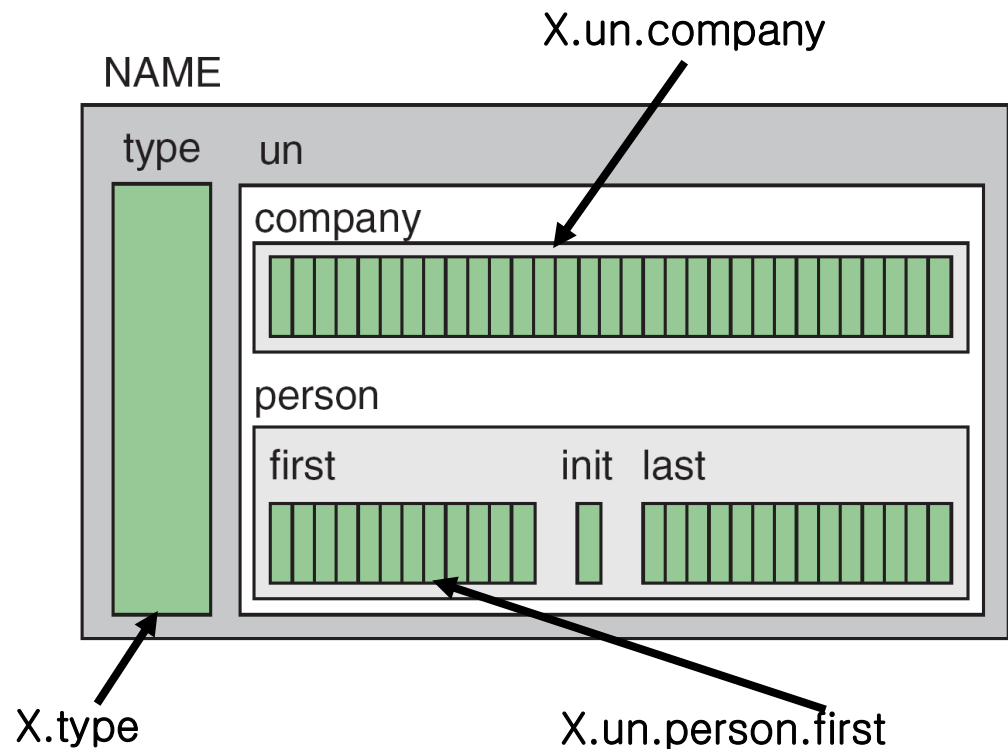 X.un.company
NAME
type un
company
person
first init last
X.type X.un.person.first